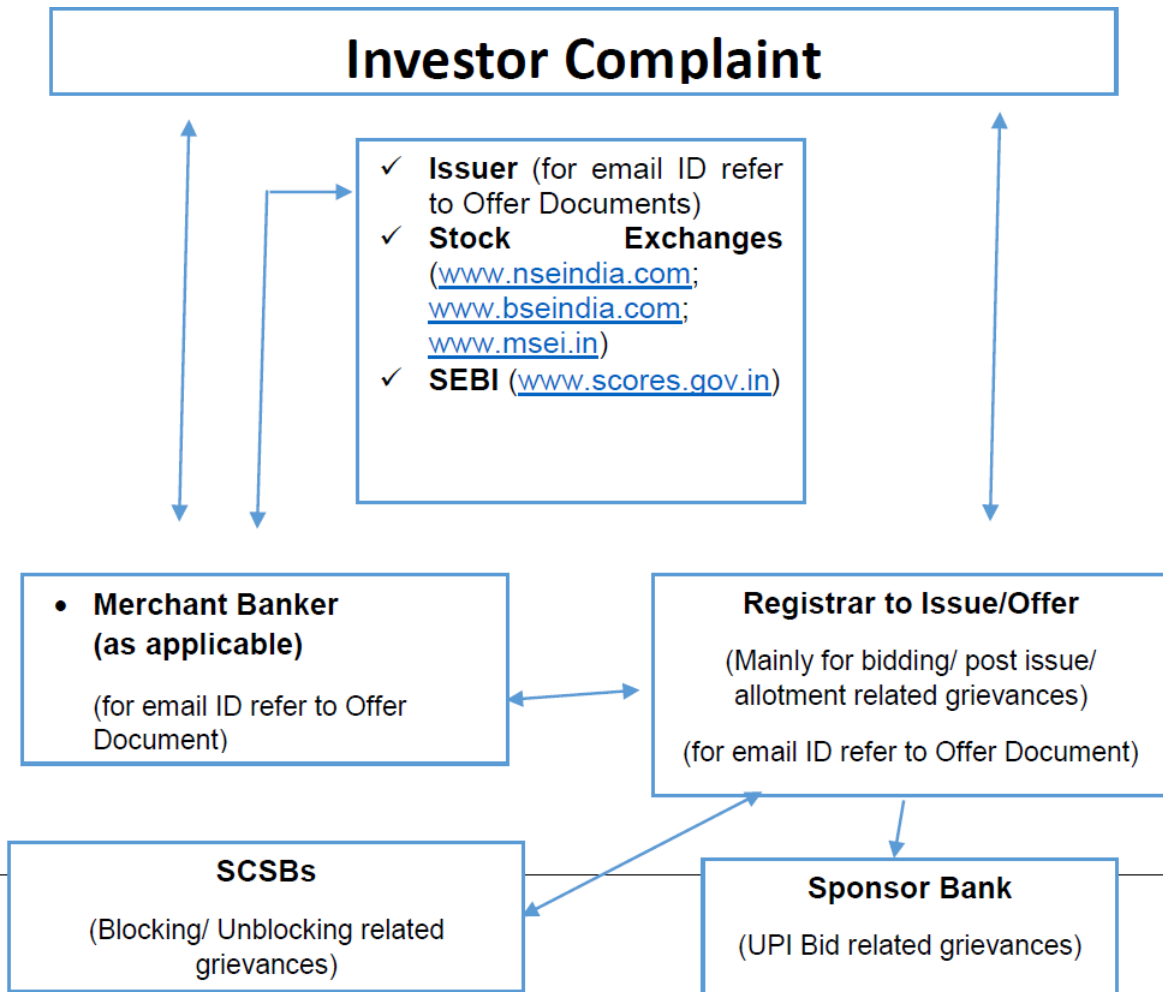 Investor Complaint
✓ Issuer (for email ID refer
to Offer Documents)
✓ Stock Exchanges
(www.nseindia.com;
www.bseindia.com;
www.msei.in)
✓ SEBI (www.scores.gov.in)
• Merchant Banker
(as applicable)
(for email ID refer to Offer
Document)
Registrar to Issue/Offer
(Mainly for bidding/ post issue/
allotment related grievances)
(for email ID refer to Offer Document)
SCSBs
(Blocking/ Unblocking related
grievances)
Sponsor Bank
(UPI Bid related grievances)